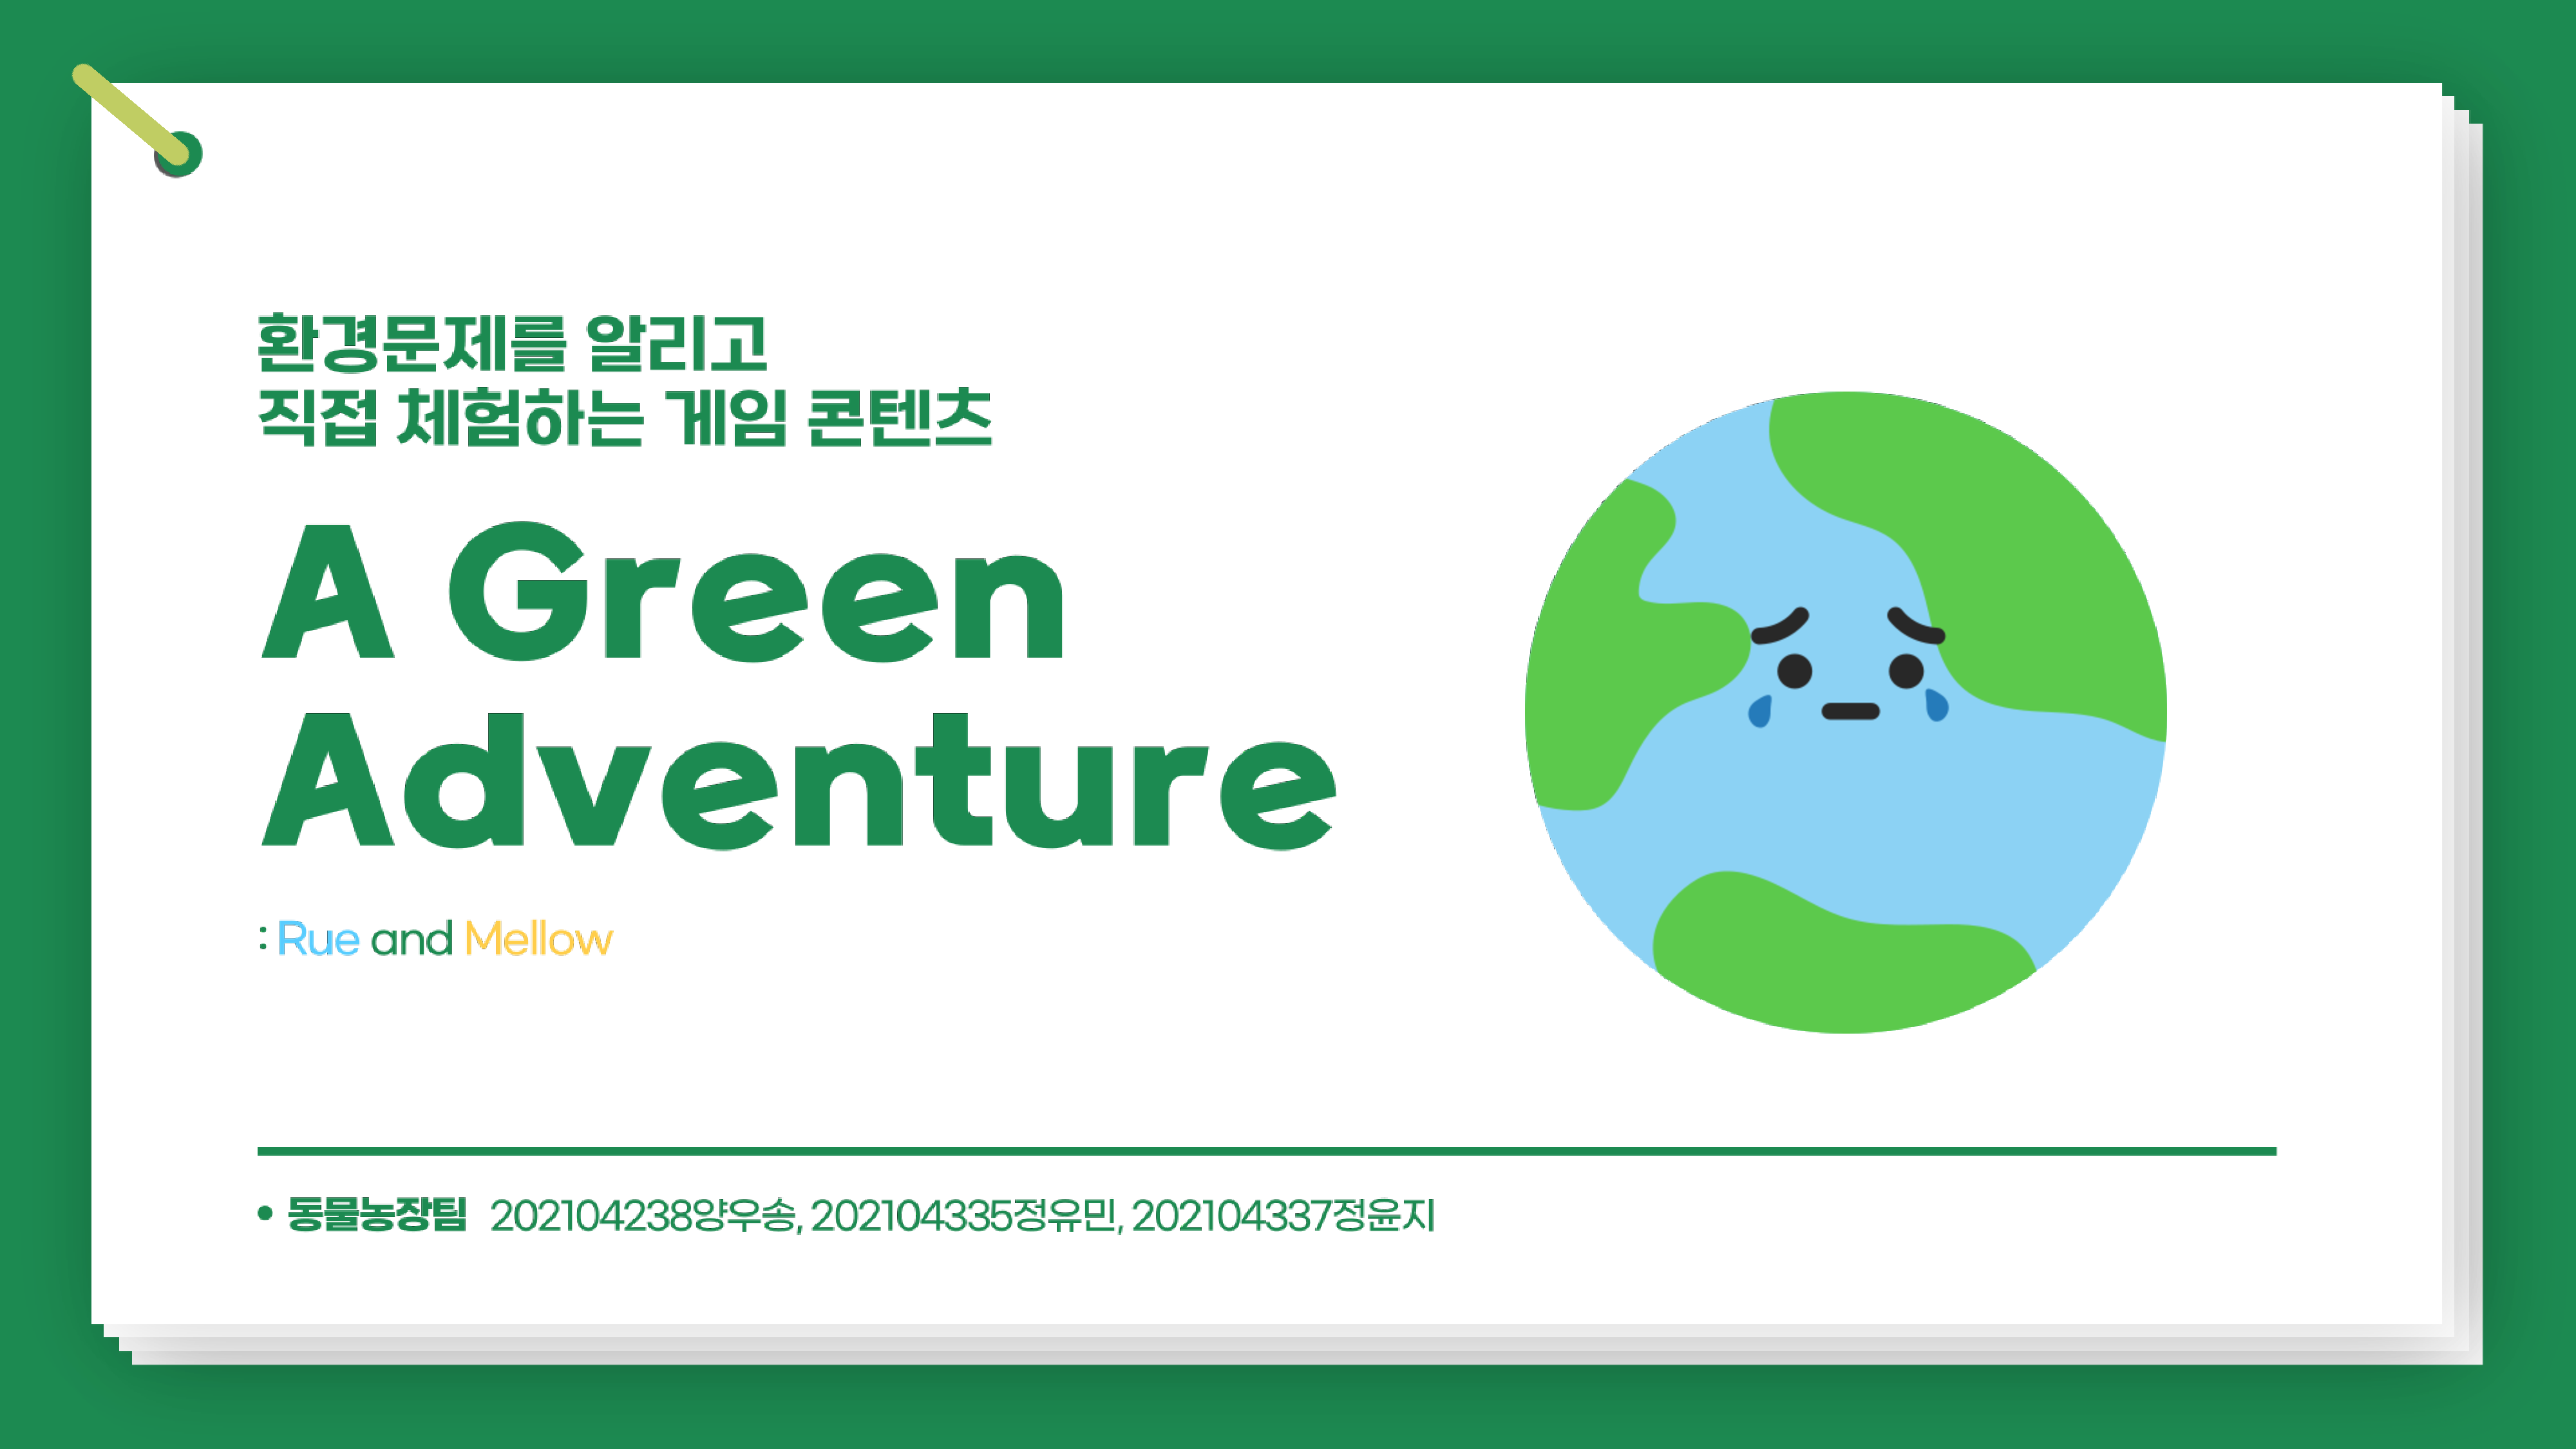 환경문제를 알리고
직접 체험하는 게임 콘텐츠
A Green
Adventure
: Rue and Mellow
• 동물농장팀 202104238양우송, 202104335정유민, 202104337정윤지